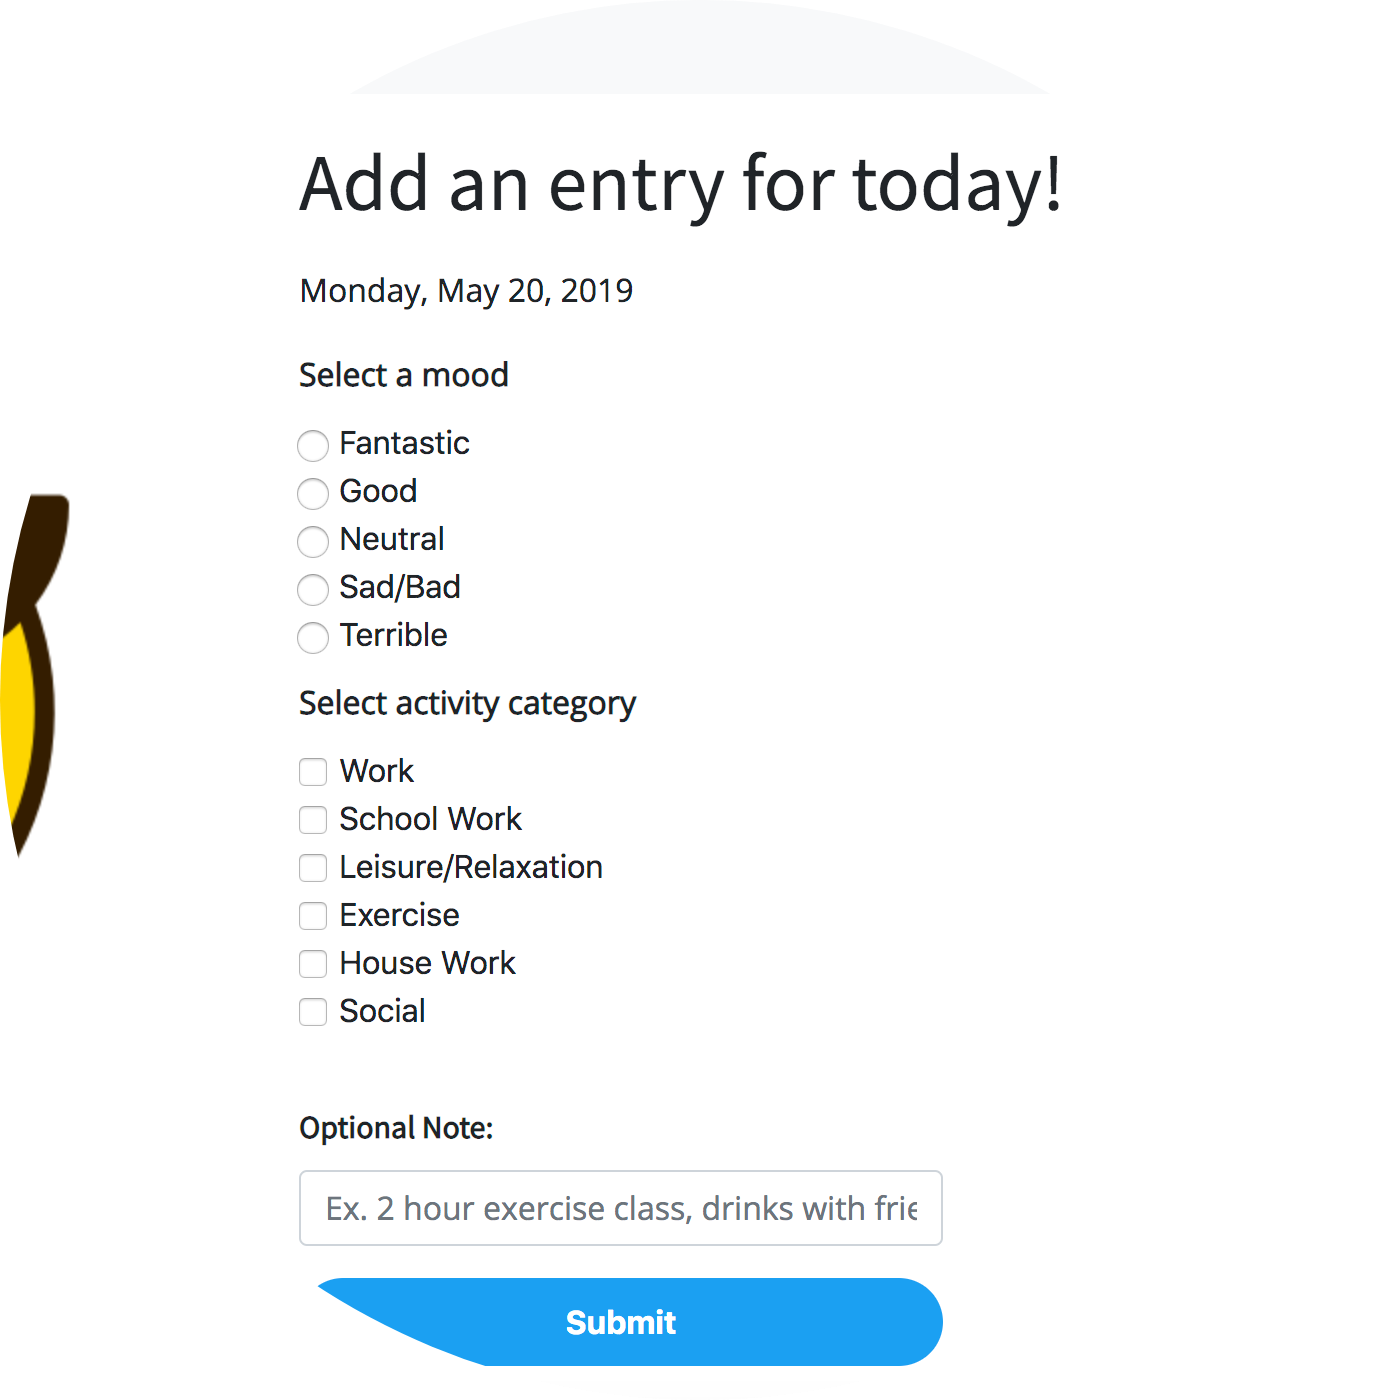 Add an entry for today!
Monday, May 20, 2019
Select a mood
Fantastic
Good
Neutral
Sad/Bad
Terrible
Select activity category
Work
School Work
Leisure/Relaxation
Exercise
House Work
Social
Optional Note:
Ex. 2 hour exercise class, drinks with frie
Submit